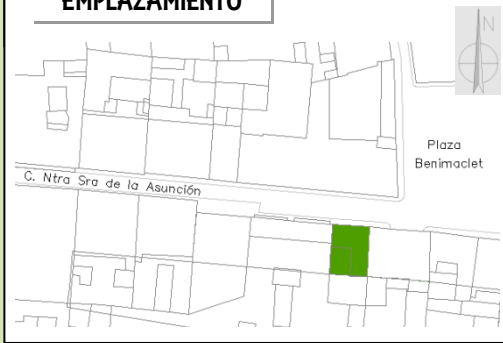 EMPLAZAMIENTO
N
Plaza
Benimaclet
C. Ntra Sra de la Asunción